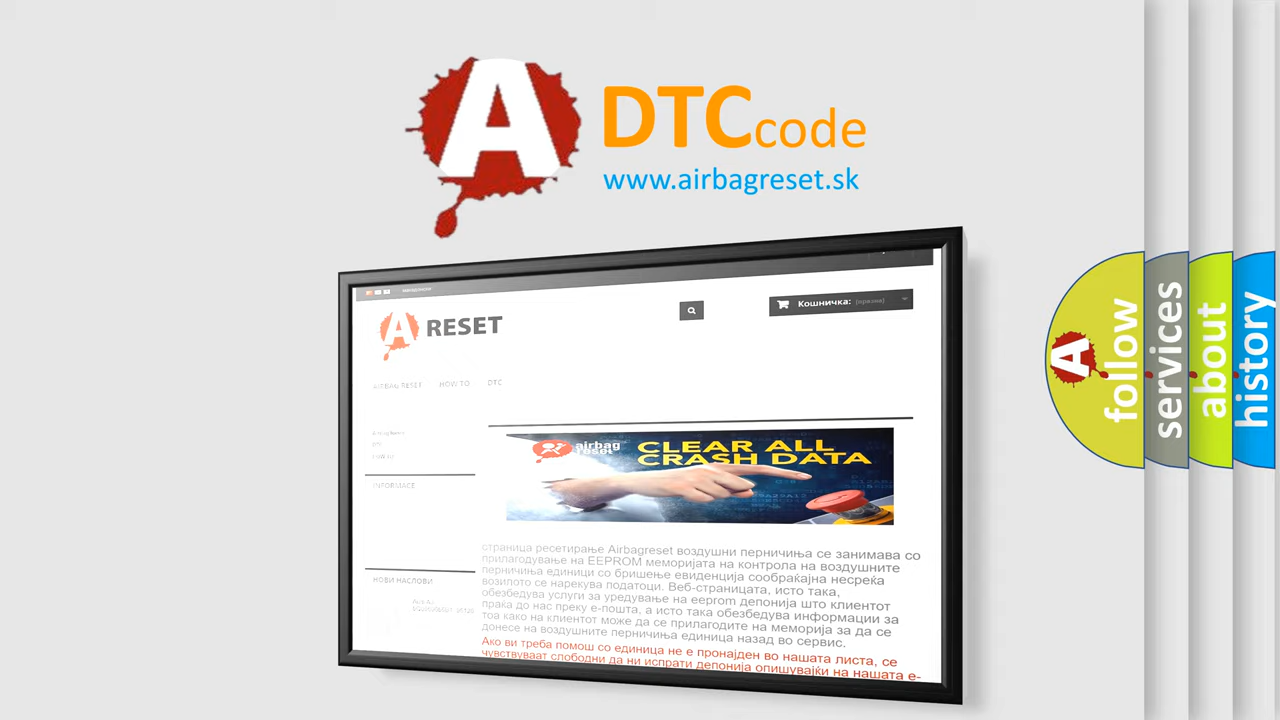 A
DTCcode
www.airbagreset.sk
Кошничка: (празна)
A RESET
AIRBAG RESET HOW TO DTC
INFORMACE
airbag
reset
CLEAR ALL
CRASH DATA
страница ресетирање Airbagreset воздушни перничиња се занимава со
прилагодување на EEPROM меморијата на контрола на воздушните
перничиња единици со бришење евиденција сообраќајна несреќа
возилото се нарекува податоци. Веб-страницата, исто така,
обезбедува услуги за уредување на eeprom депонија што клиентот
праќа до нас преку е-пошта, а исто така обезбедува информации за
тоа како на клиентот може да се прилагодите на меморија за да се
донесе на воздушните перничиња единица назад во сервис.
Ако ви треба помош со единица не е пронајден во нашата листа, се
чувствуваат слободни да ни испрати депонија опишувајќи на нашата е-
НОВИ НАСЛОВИ
A
follow
services
about
history